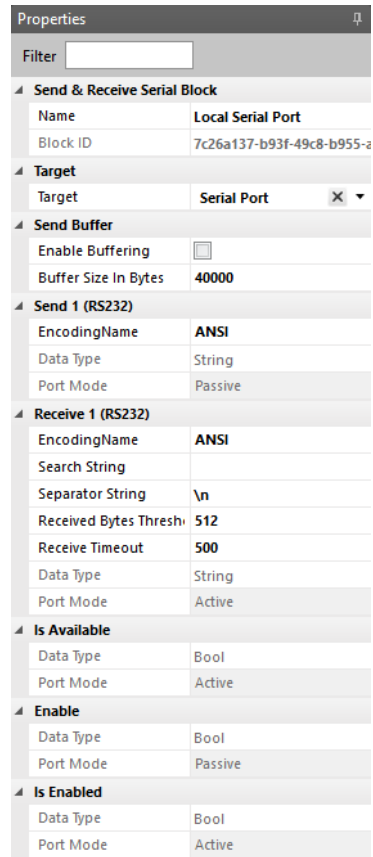 Properties
Filter
Send & Receive Serial Block
Name Local Serial Port
Block ID 7c26a137-b93f-49c8-b955-a
Target
Target Serial Port
Send Buffer
Enable Buffering
Buffer Size In Bytes 40000
Send 1 (RS232)
EncodingName ANSI
Data Type String
Port Mode Passive
Receive 1 (RS232)
EncodingName ANSI
Search String
Separator String \n
Received Bytes Thresh 512
Receive Timeout 500
Data Type String
Port Mode Active
Is Available
Data Type Bool
Port Mode Active
Enable
Data Type Bool
Port Mode Passive
Is Enabled
Data Type Bool
Port Mode Active